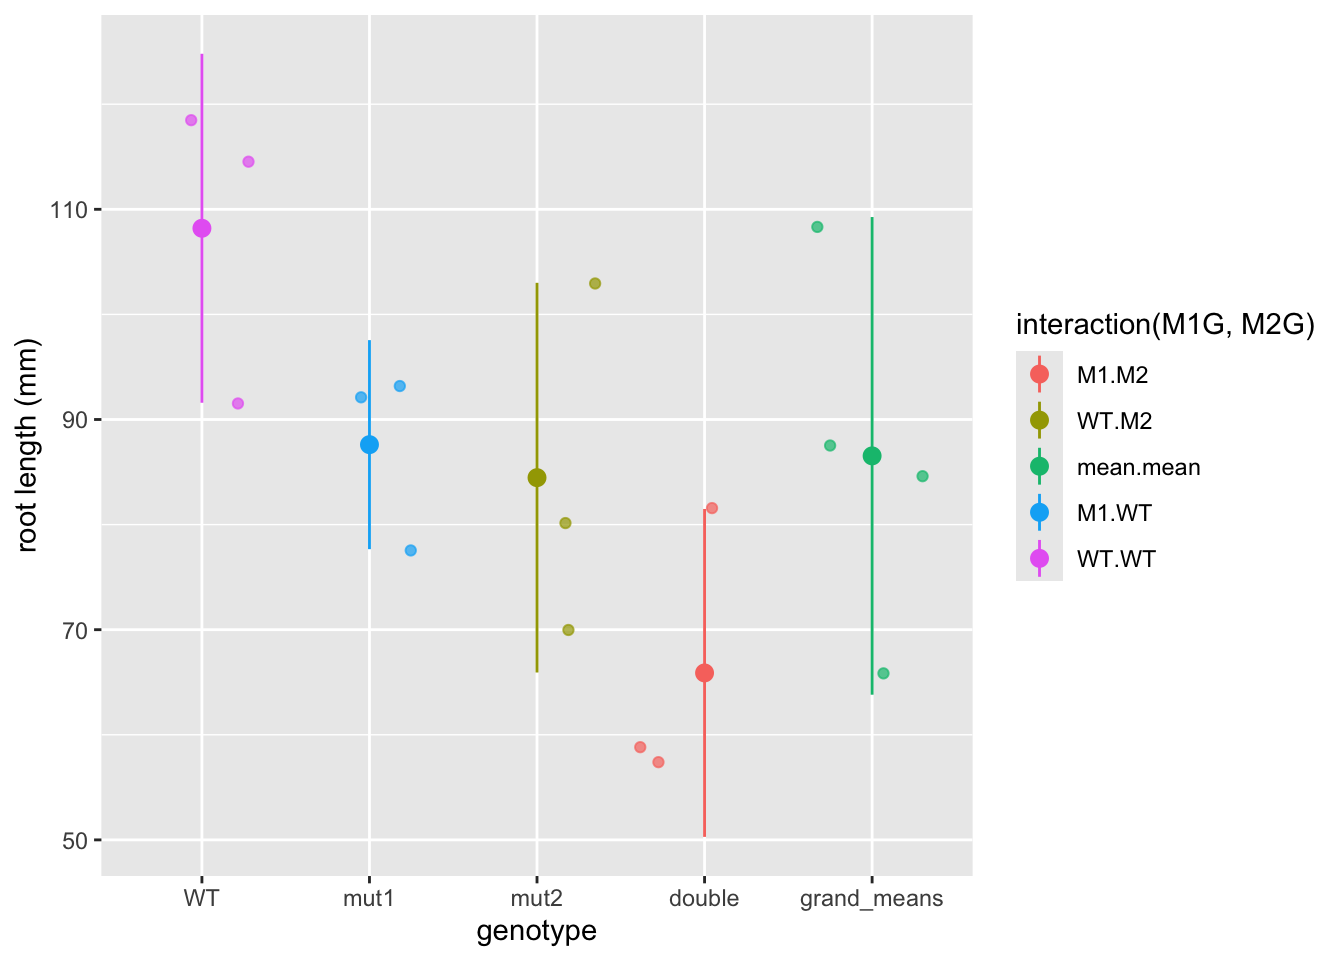 root length (mm)
110
90
70
50
WT
mut1
mut2
double
grand_means
genotype
interaction(M1G, M2G)
M1.M2
WT.M2
mean.mean
M1.WT
WT.WT